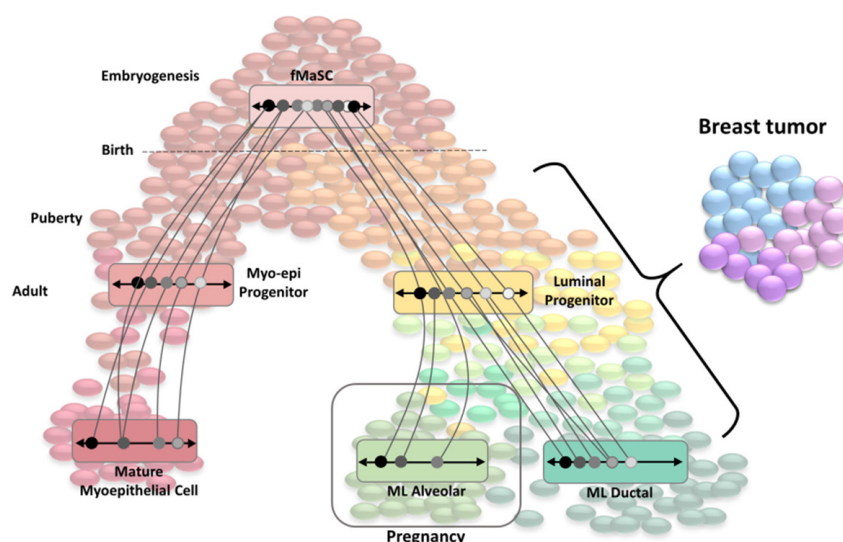 Embryogenesis
fMaSC
Breast tumor
Birth
Puberty
Adult
Myo-epi
Progenitor
Luminal
Progenitor
Mature
Myoepithelial Cell
ML Alveolar
ML Ductal
Pregnancy